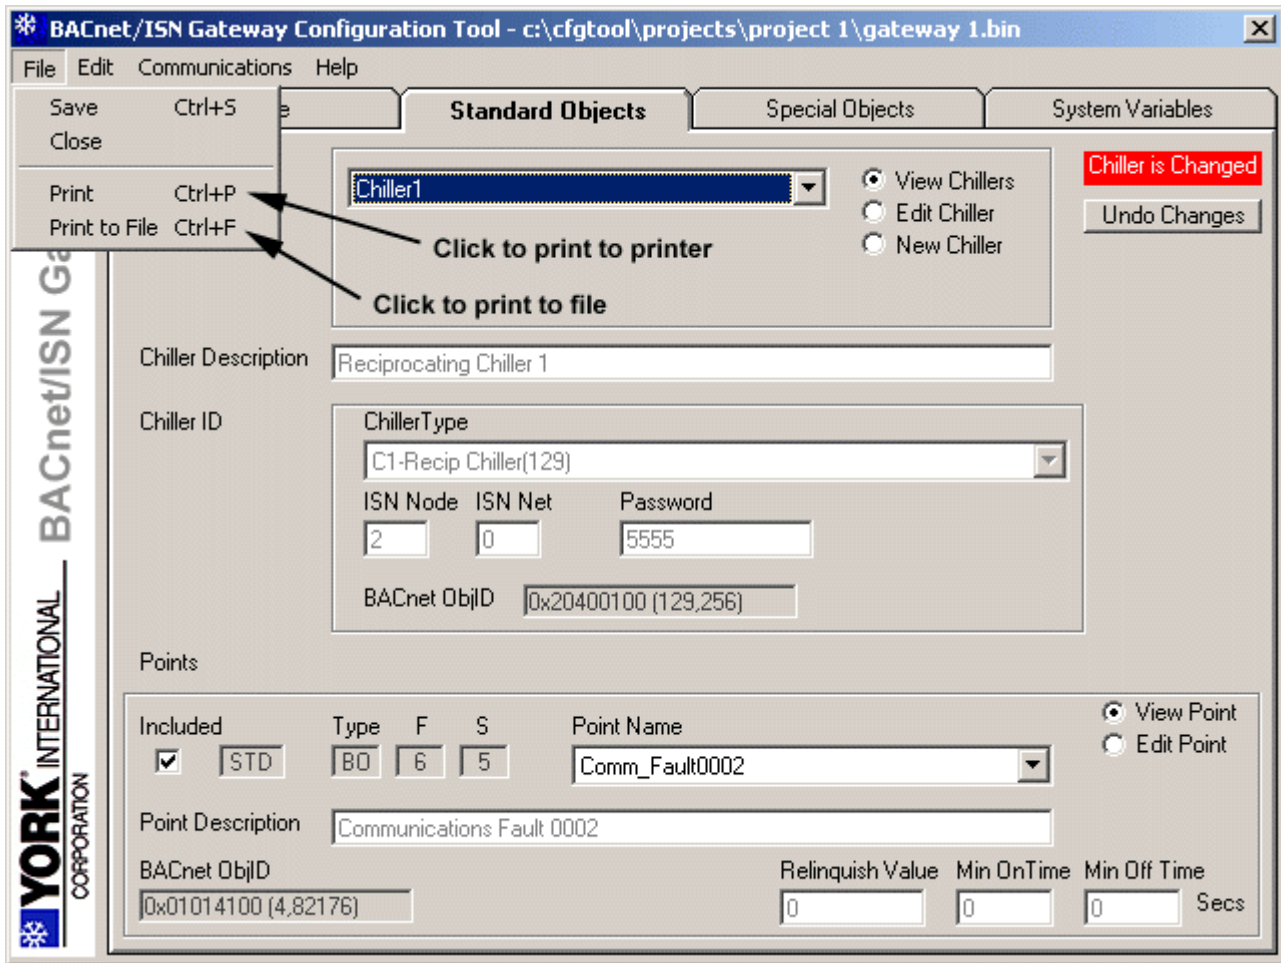 BACnet/ISN Gateway Configuration Tool - c:\cfgtool\projects\project 1\gateway 1.bin
File Edit Communications Help
Save Ctrl+S
Close
Print Ctrl+P
Print to File Ctrl+F
e
Standard Objects
Special Objects
System Variables
Chiller1
View Chillers
Edit Chiller
New Chiller
Chiller is Changed
Undo Changes
Click to print to printer
Click to print to file
Chiller Description
Reciprocating Chiller 1
Chiller ID
ChillerType
C1-Recip Chiller(129)
ISN Node ISN Net Password
2 0 5555
BACnet ObjID 0x20400100 (129,256)
Points
Included Type F S Point Name
STD BO 6 5 Comm_Fault0002
View Point
Edit Point
Point Description Communications Fault 0002
BACnet ObjID Relinquish Value Min OnTime Min Off Time
0x01014100 (4,82176) 0 0 0 Secs
YORK INTERNATIONAL CORPORATION
BACnet/ISN Ga